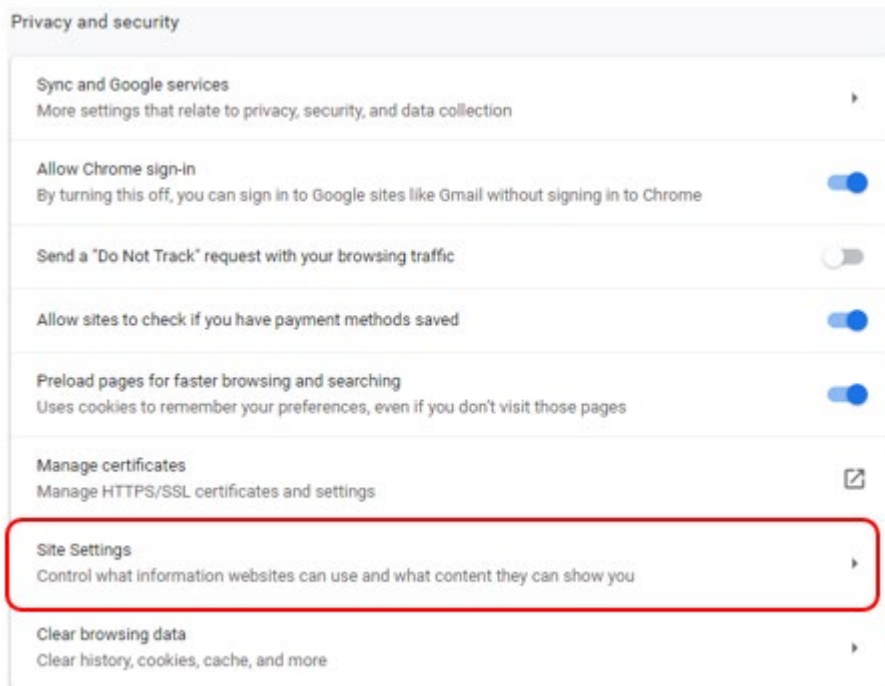 Privacy and security
Sync and Google services
More settings that relate to privacy, security, and data collection
Allow Chrome sign-in
By turning this off, you can sign in to Google sites like Gmail without signing in to Chrome
Send a "Do Not Track" request with your browsing traffic
Allow sites to check if you have payment methods saved
Preload pages for faster browsing and searching
Uses cookies to remember your preferences, even if you don't visit those pages
Manage certificates
Manage HTTPS/SSL certificates and settings
Site Settings
Control what information websites can use and what content they can show you
Clear browsing data
Clear history, cookies, cache, and more